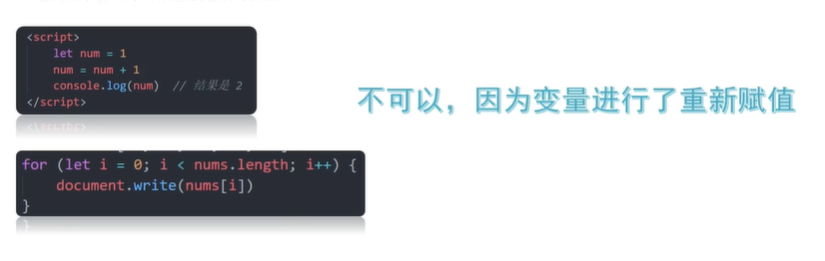 <script>
let num = 1
num = num + 1
console.log(num) // 结果是 2
</script>
不可以，因为变量进行了重新赋值
for (let i = 0; i < nums.length; i++) {
document.write(nums[i])
}